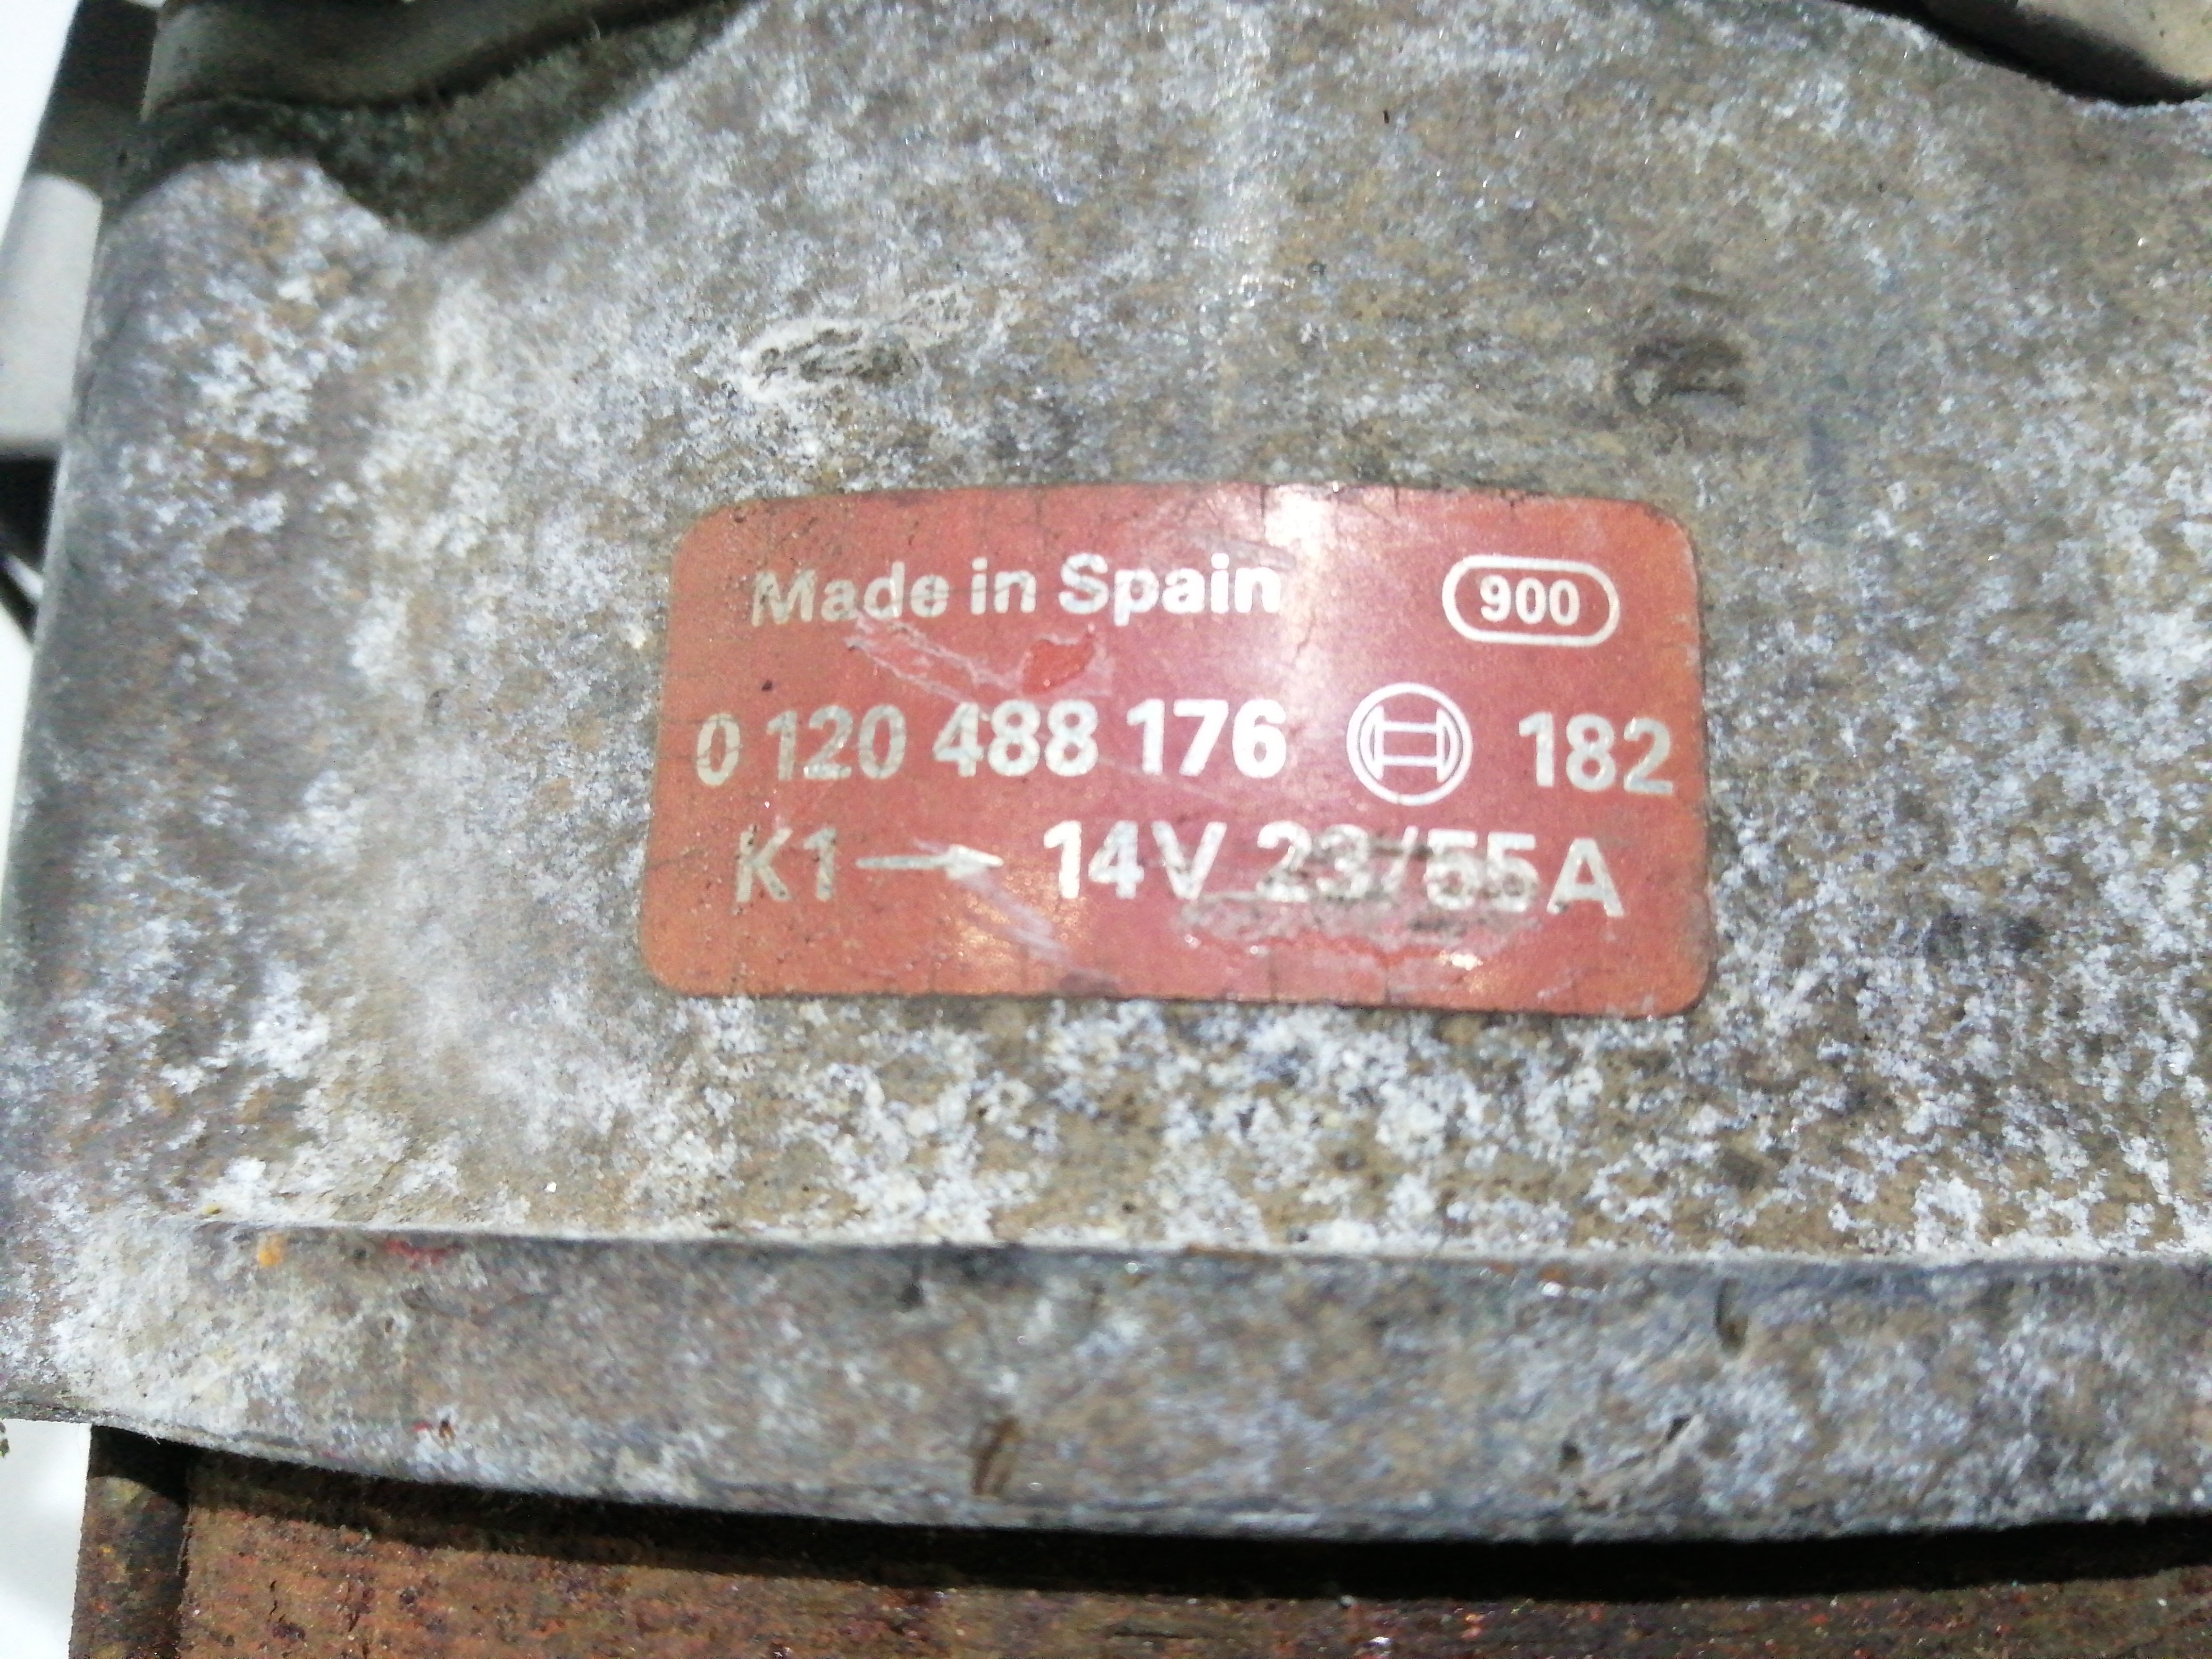 Made in Spain 900
0 120 488 176 182
K1 → 14V 23/55A